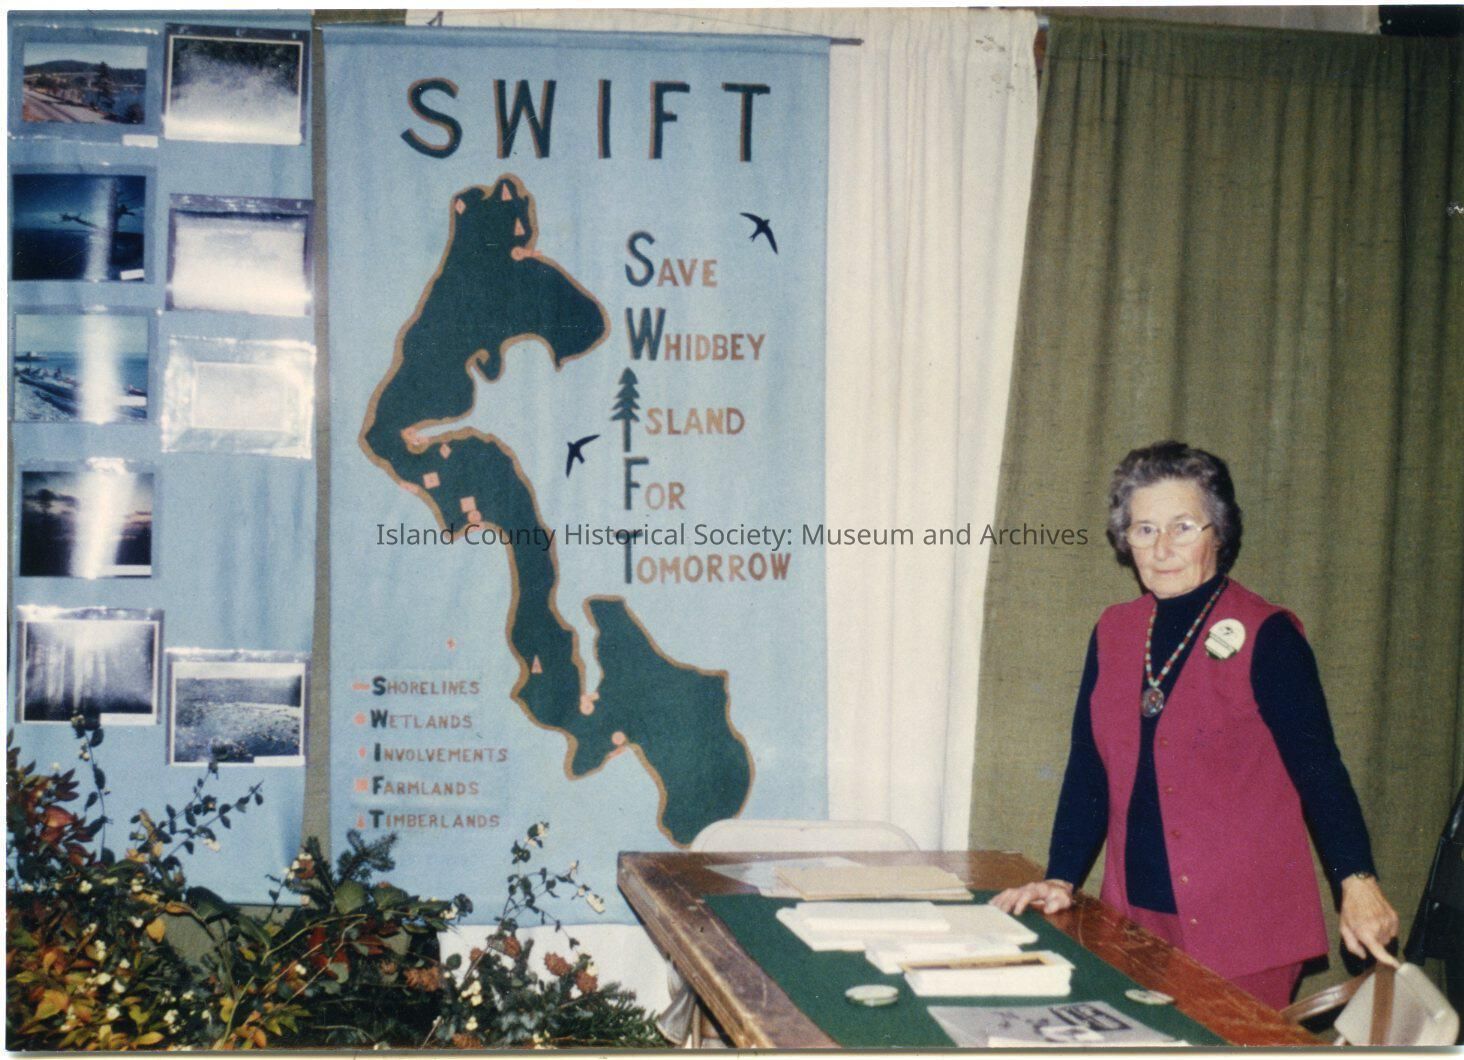 SWIFT
SAVE
WHIDBEY
ISLAND
FOR
TOMORROW
Island County Historical Society: Museum and Archives
SHORELINES
WETLANDS
INVOLVEMENTS
FARMLANDS
TIMBERLANDS